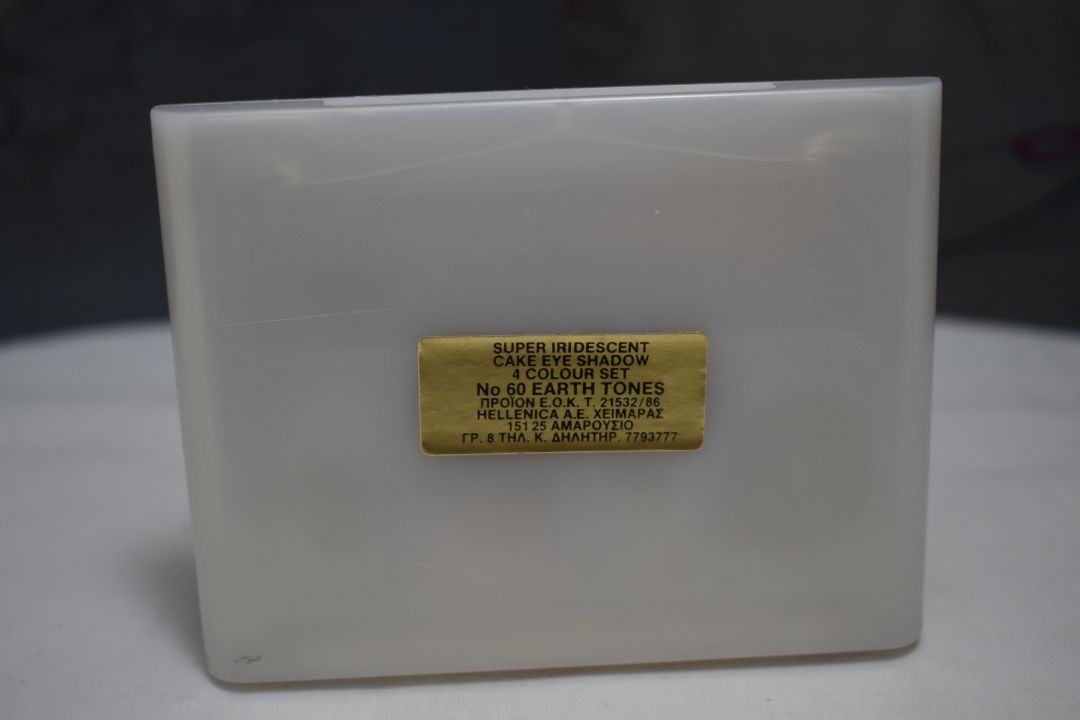 SUPER IRIDESCENT
CAKE EYE SHADOW
4 COLOUR SET
No 60 EARTH TONES
ΠΡΟΪΟΝ Ε.Ο.Κ. Τ. 21532/86
HELLENICA A.E. ΧΕΙΜΑΡΑΣ
151 25 ΑΜΑΡΟΥΣΙΟ
ΓΡ. 8 ΤΗΛ. Κ. ΔΗΛΗΤΗΡ. 7793777